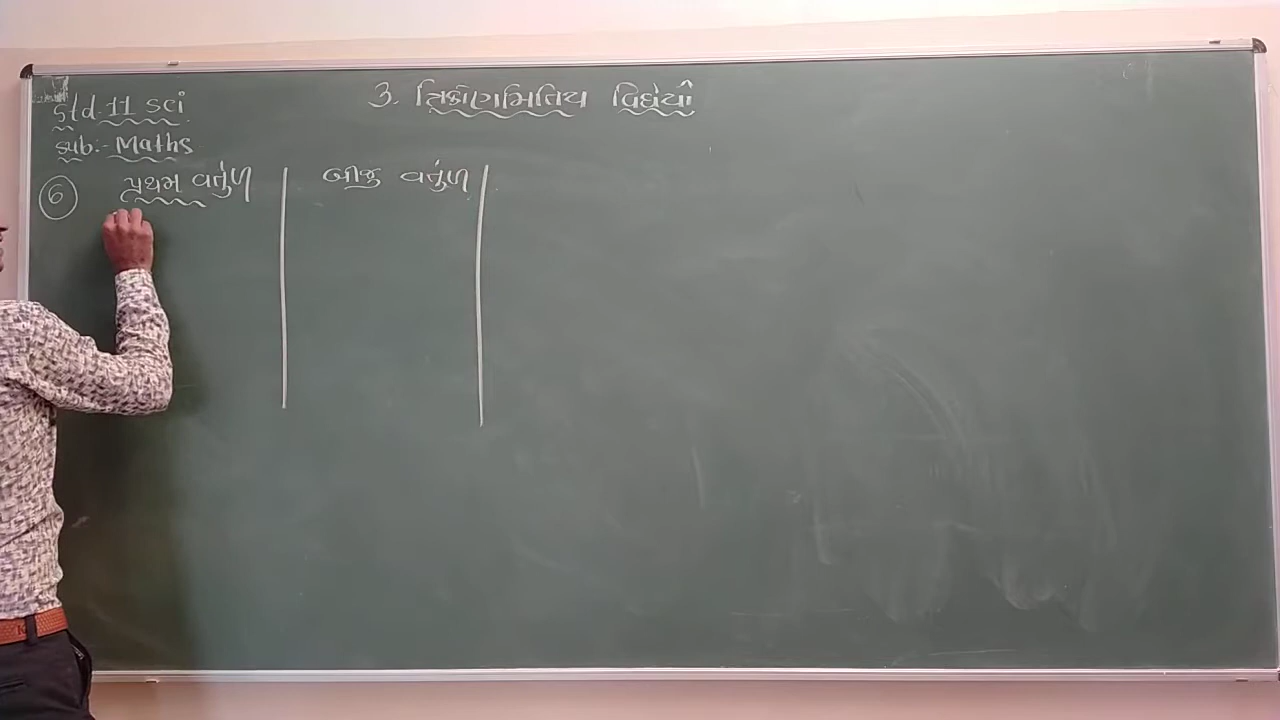 Std. 11 sci
Sub:- Maths
3. ત્રિકોણમિતિય વિધેયો
6 પ્રથમ વર્તુળ બીજુ વર્તુળ